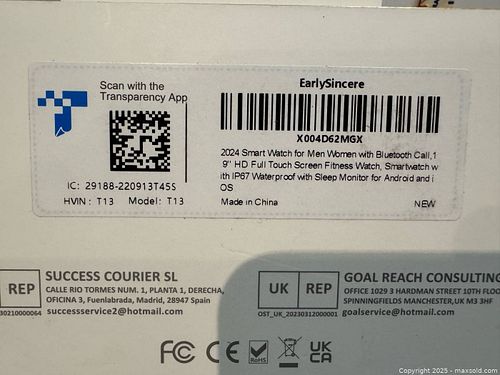 Scan with the
Transparency App
IC: 29188-220913T45S
HVIN: T13 Model: T13
EarlySincere
X004D62MGX
2024 Smart Watch for Men Women with Bluetooth Call,1
9" HD Full Touch Screen Fitness Watch, Smartwatch w
ith IP67 Waterproof with Sleep Monitor for Android and i
OS
Made in China NEW
REP
SUCCESS COURIER SL
CALLE RIO TORMES NUM. 1, PLANTA 1, DERECHA,
OFICINA 3, Fuenlabrada, Madrid, 28947 Spain
successservice2@hotmail.com
30210000064
UK REP
OST_UK_20230312000001
GOAL REACH CONSULTING
OFFICE 1029 3 HARDMAN STREET 10TH FLOO
SPINNINGFIELDS MANCHESTER,UK M3 3HF
goalservice@hotmail.com
FC CE RoHS UK
CA
Copyright 2025 - maxsold.com